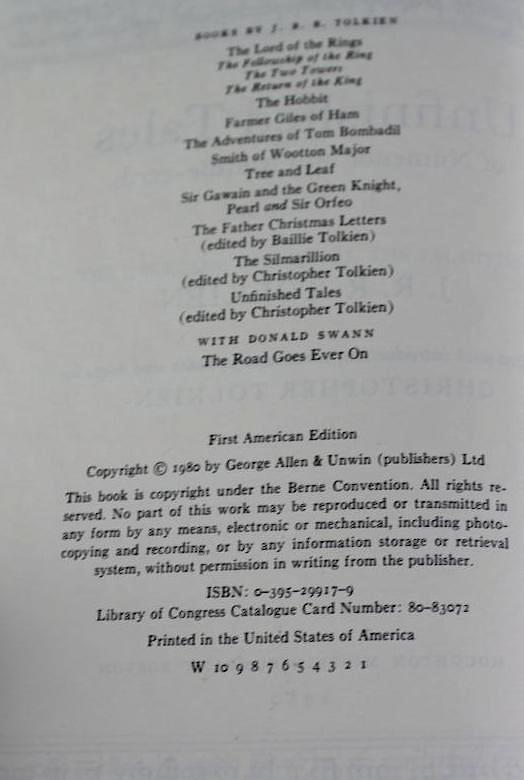 BOOKS BY J. R. R. TOLKIEN
The Lord of the Rings
The Fellowship of the Ring
The Two Towers
The Return of the King
The Hobbit
Farmer Giles of Ham
The Adventures of Tom Bombadil
Smith of Wootton Major
Tree and Leaf
Sir Gawain and the Green Knight,
Pearl and Sir Orfeo
The Father Christmas Letters
(edited by Baillie Tolkien)
The Silmarillion
(edited by Christopher Tolkien)
Unfinished Tales
(edited by Christopher Tolkien)
WITH DONALD SWANN
The Road Goes Ever On
First American Edition
Copyright © 1980 by George Allen & Unwin (publishers) Ltd
This book is copyright under the Berne Convention. All rights re-
served. No part of this work may be reproduced or transmitted in
any form by any means, electronic or mechanical, including photo-
copying and recording, or by any information storage or retrieval
system, without permission in writing from the publisher.
ISBN: 0-395-29917-9
Library of Congress Catalogue Card Number: 80-83072
Printed in the United States of America
W 10 9 8 7 6 5 4 3 2 1